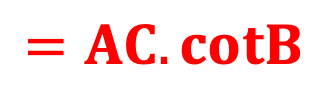 = AC. cotB